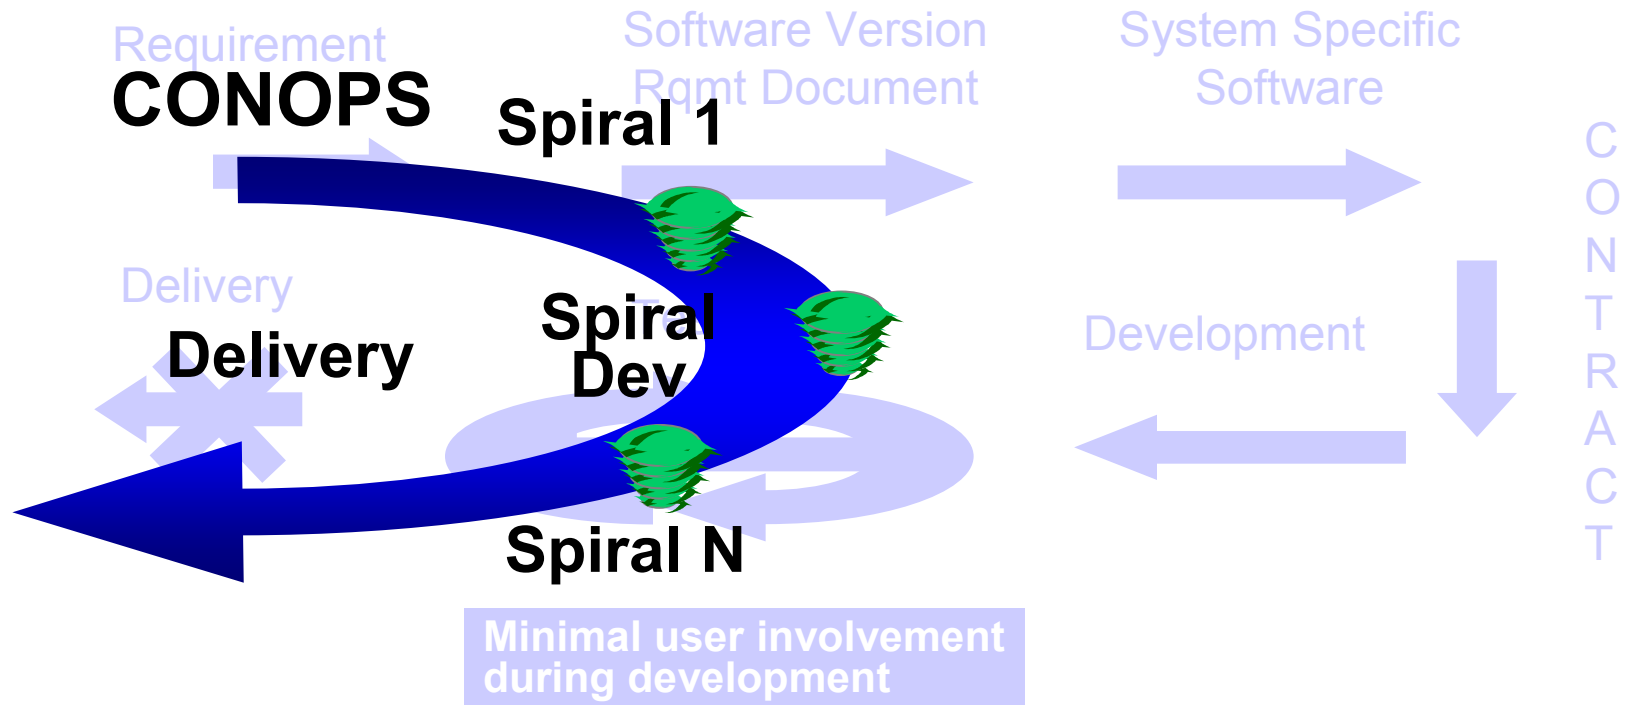 Requirement
CONOPS
Software Version
Rqmt Document
System Specific
Software
Spiral 1
C
O
N
T
R
A
C
T
Delivery
Delivery
Spiral
Dev
Development
Spiral N
Minimal user involvement
during development